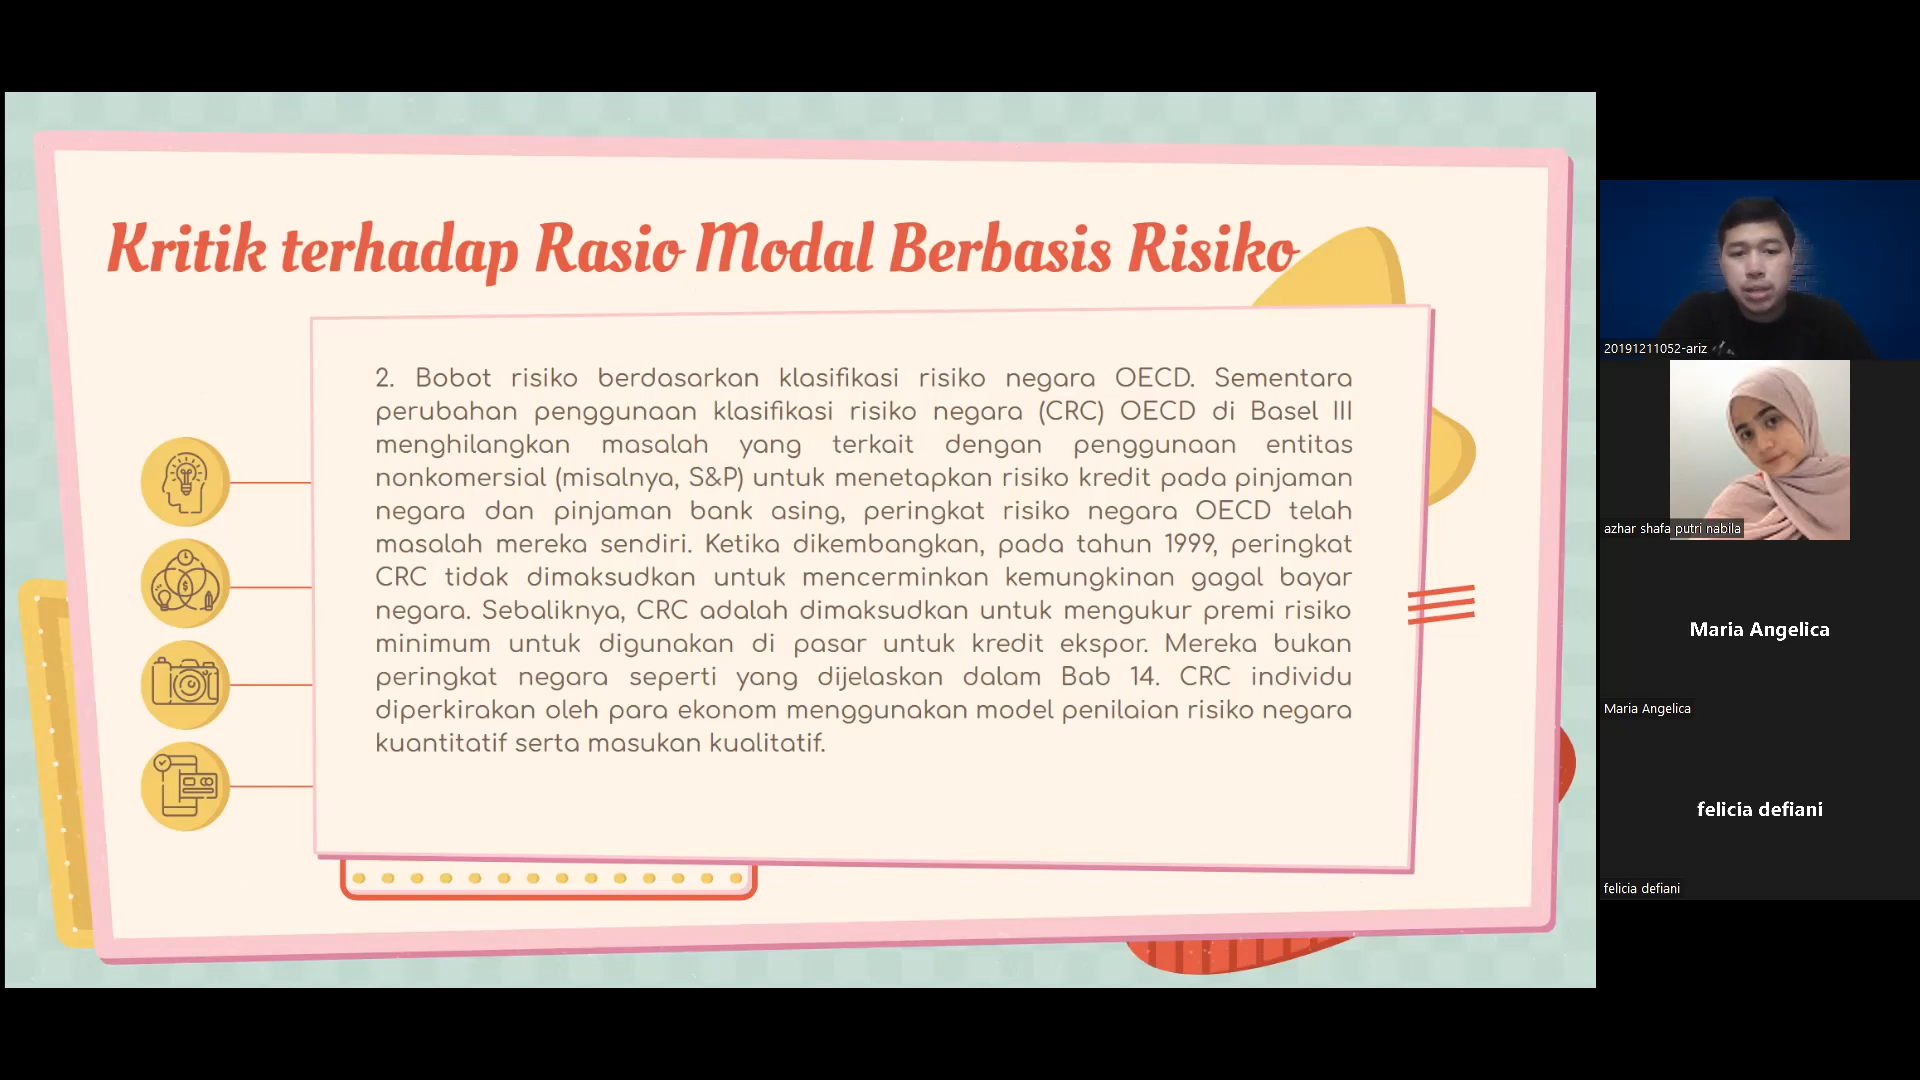 Kritik terhadap Rasio Modal Berbasis Risiko
2. Bobot risiko berdasarkan klasifikasi risiko negara OECD. Sementara
perubahan penggunaan klasifikasi risiko negara (CRC) OECD di Basel III
menghilangkan masalah yang terkait dengan penggunaan entitas
nonkomersial (misalnya, S&P) untuk menetapkan risiko kredit pada pinjaman
negara dan pinjaman bank asing, peringkat risiko negara OECD telah
masalah mereka sendiri. Ketika dikembangkan, pada tahun 1999, peringkat
CRC tidak dimaksudkan untuk mencerminkan kemungkinan gagal bayar
negara. Sebaliknya, CRC adalah dimaksudkan untuk mengukur premi risiko
minimum untuk digunakan di pasar untuk kredit ekspor. Mereka bukan
peringkat negara seperti yang dijelaskan dalam Bab 14. CRC individu
diperkirakan oleh para ekonom menggunakan model penilaian risiko negara
kuantitatif serta masukan kualitatif.
20191211052-ariz
azhar shafa putri nabila
Maria Angelica
Maria Angelica
felicia defiani
felicia defiani